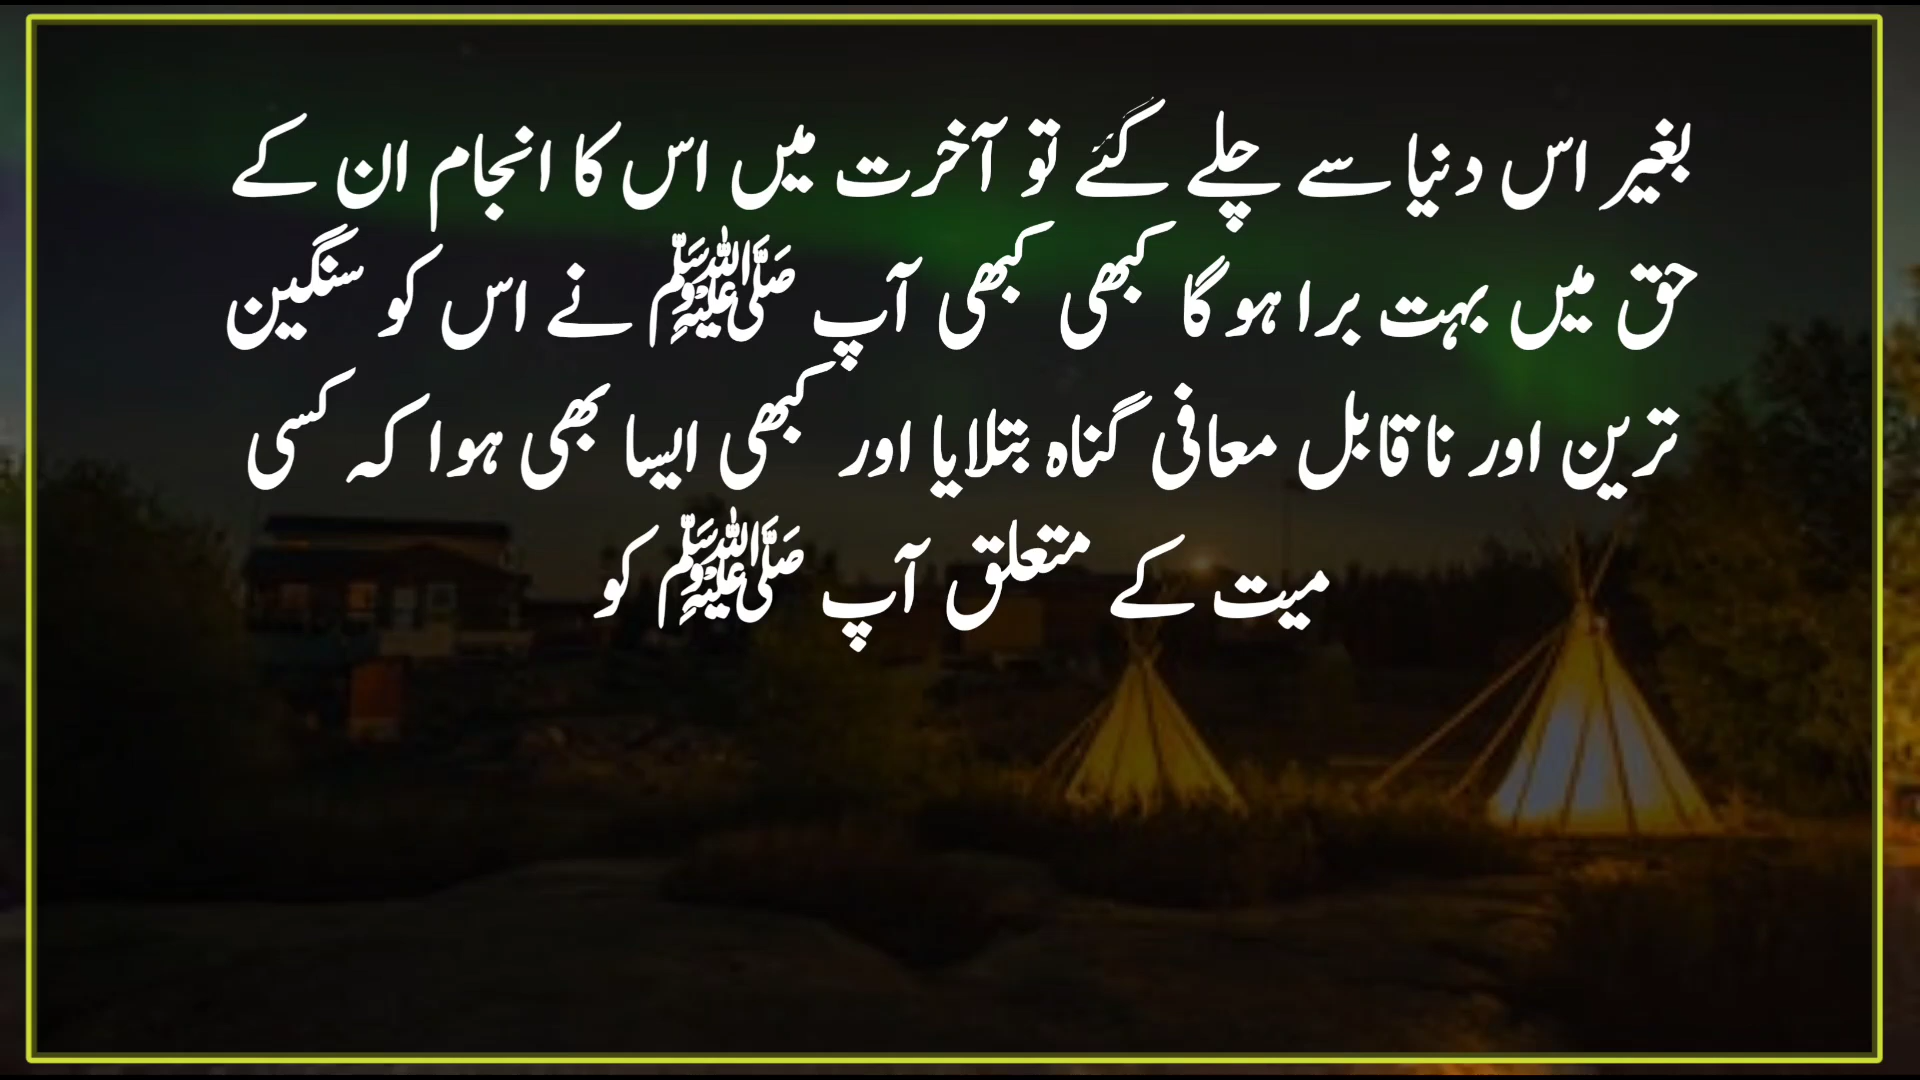 بغیر اس دنیا سے چلے گئے تو آخرت میں اس کا انجام ان کے
حق میں بہت برا ہو گا کبھی کبھی آپ ﷺ نے اس کو سنگین
ترین اور ناقابل معافی گناہ بتلایا اور کبھی ایسا بھی ہوا کہ کسی
میت کے متعلق آپ ﷺ کو